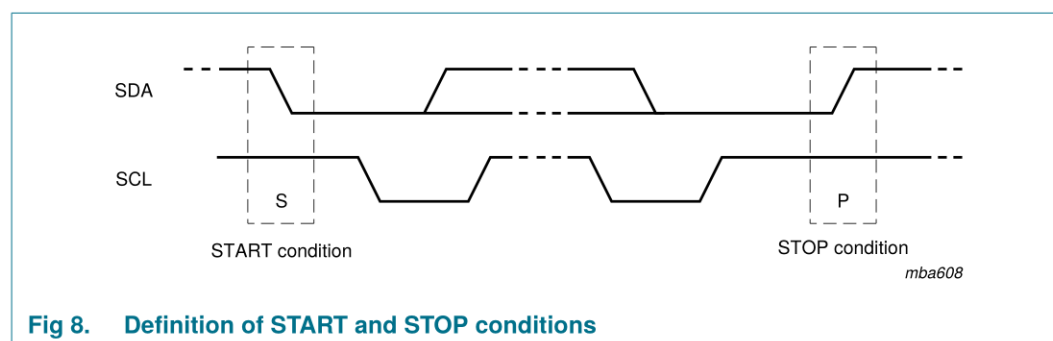 SDA
SCL
S
P
START condition
STOP condition
mba608
Fig 8. Definition of START and STOP conditions